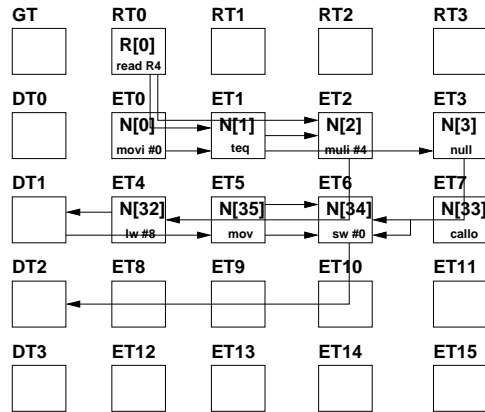 GT RT0 RT1 RT2 RT3
R[0]
read R4
DT0 ET0 ET1 ET2 ET3
N[0] N[1] N[2] N[3]
movi #0 teq muli #4 null
DT1 ET4 ET5 ET6 ET7
N[32] N[35] N[34] N[33]
lw #8 mov sw #0 callo
DT2 ET8 ET9 ET10 ET11
DT3 ET12 ET13 ET14 ET15